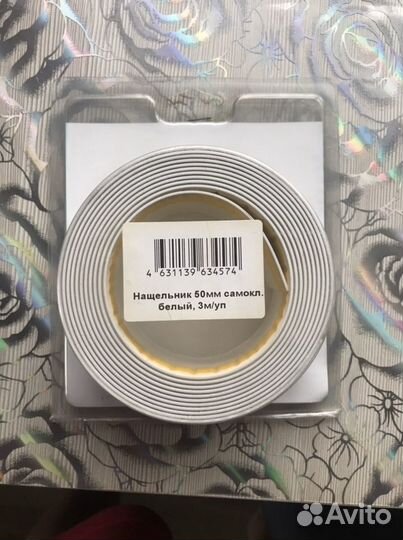 4 631139 634574
Нащельник 50мм самокл.
белый, 3м/уп
Avito